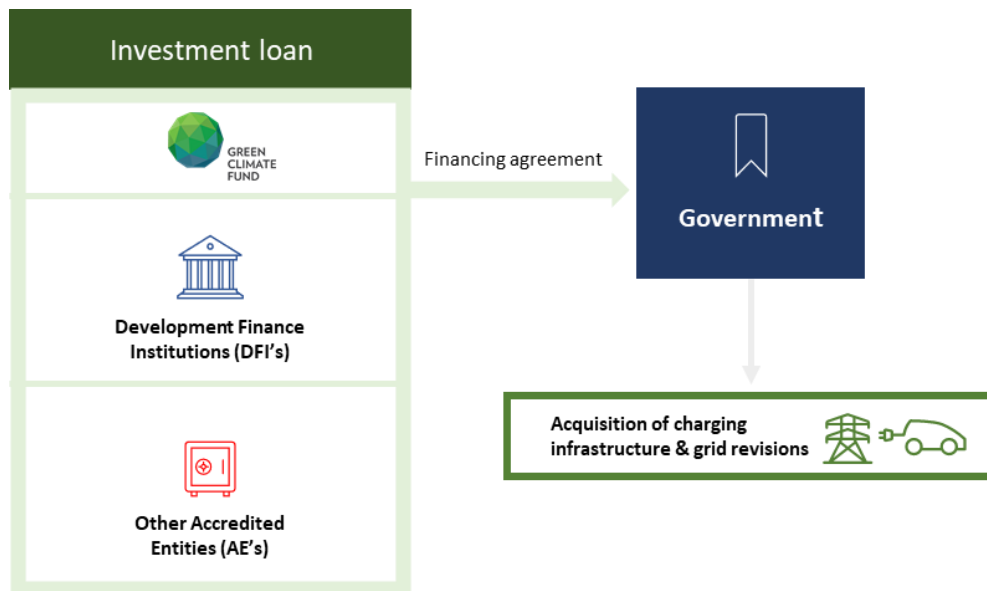 Investment loan
GREEN
CLIMATE
FUND
Financing agreement
Government
Development Finance
Institutions (DFI's)
Acquisition of charging
infrastructure & grid revisions
Other Accredited
Entities (AE's)